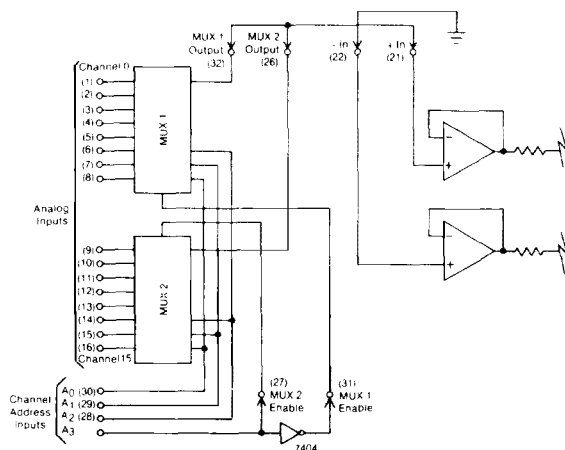 MUX 1
Output
(32)
MUX 2
Output
(26)
- In
(22)
+ In
(21)
Channel 0
(1)
(2)
(3)
(4)
(5)
(6)
(7)
(8)
MUX 1
−
+
Analog
Inputs
(9)
(10)
(11)
(12)
(13)
(14)
(15)
(16)
Channel 15
MUX 2
−
+
(27)
MUX 2
Enable
(31)
MUX 1
Enable
Channel
Address
Inputs
A0 (30)
A1 (29)
A2 (28)
A3
7404